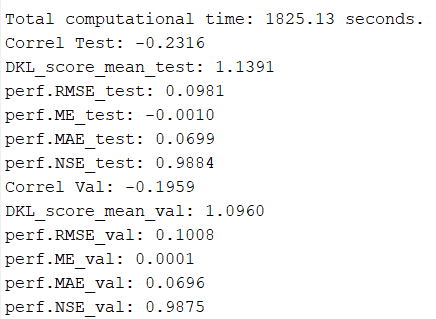 Total computational time: 1825.13 seconds.
Correl Test: -0.2316
DKL_score_mean_test: 1.1391
perf.RMSE_test: 0.0981
perf.ME_test: -0.0010
perf.MAE_test: 0.0699
perf.NSE_test: 0.9884
Correl Val: -0.1959
DKL_score_mean_val: 1.0960
perf.RMSE_val: 0.1008
perf.ME_val: 0.0001
perf.MAE_val: 0.0696
perf.NSE_val: 0.9875